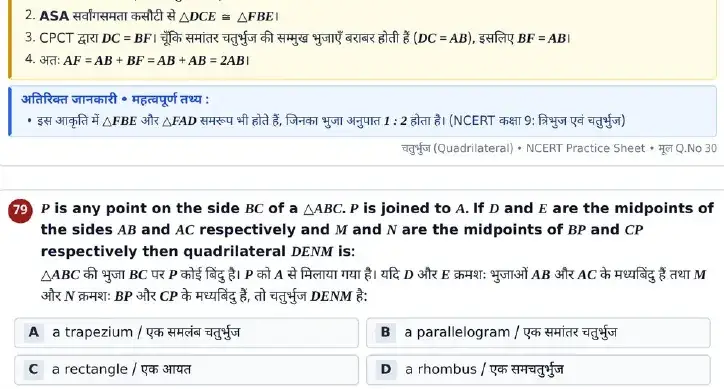 2. ASA सर्वांगसमता कसौटी से △DCE ≅ △FBE।
3. CPCT द्वारा DC = BF। चूँकि समांतर चतुर्भुज की सम्मुख भुजाएँ बराबर होती हैं (DC = AB), इसलिए BF = AB।
4. अतः AF = AB + BF = AB + AB = 2AB।
अतिरिक्त जानकारी • महत्वपूर्ण तथ्य :
• इस आकृति में △FBE और △FAD समरूप भी होते हैं, जिनका भुजा अनुपात 1 : 2 होता है। (NCERT कक्षा 9: त्रिभुज एवं चतुर्भुज)
चतुर्भुज (Quadrilateral) • NCERT Practice Sheet • मूल Q.No 30
79 P is any point on the side BC of a △ABC. P is joined to A. If D and E are the midpoints of
the sides AB and AC respectively and M and N are the midpoints of BP and CP
respectively then quadrilateral DENM is:
△ABC की भुजा BC पर P कोई बिंदु है। P को A से मिलाया गया है। यदि D और E क्रमशः भुजाओं AB और AC के मध्यबिंदु हैं तथा M
और N क्रमशः BP और CP के मध्यबिंदु हैं, तो चतुर्भुज DENM है:
A a trapezium / एक समलंब चतुर्भुज
B a parallelogram / एक समांतर चतुर्भुज
C a rectangle / एक आयत
D a rhombus / एक समचतुर्भुज